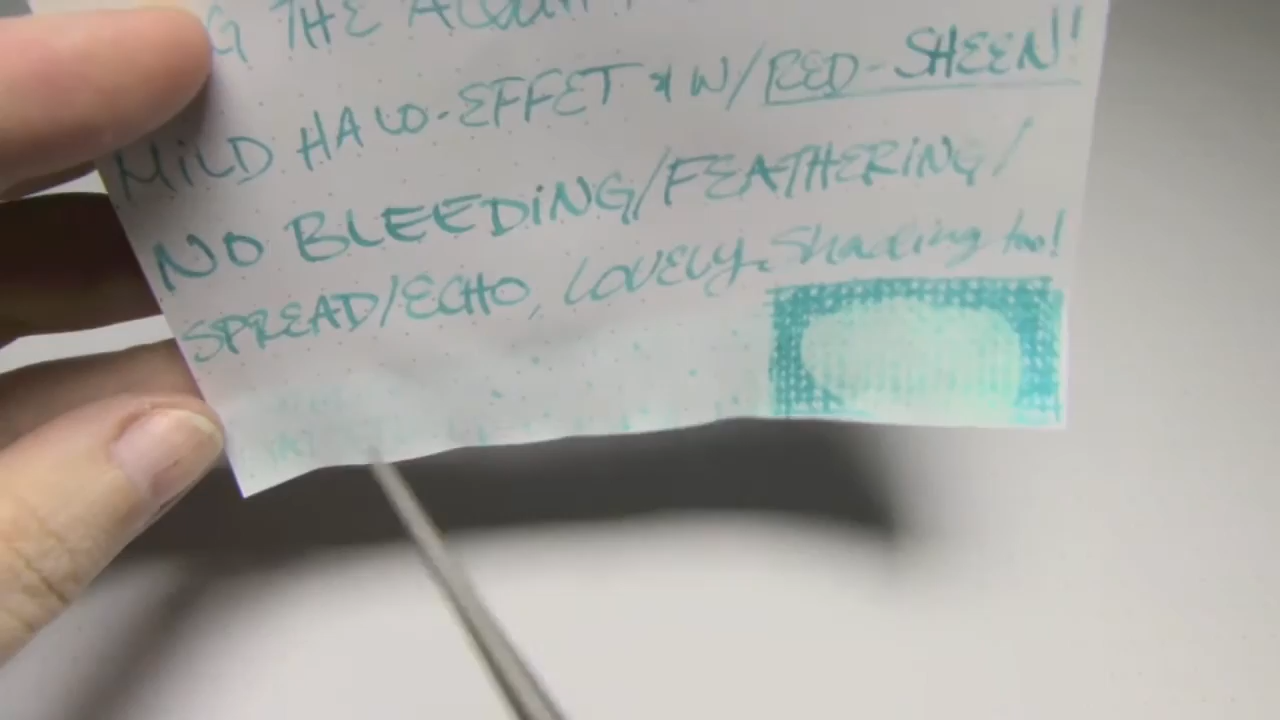 G THE
MILD HALO-EFFET & W/RED-SHEEN!
NO BLEEDING/FEATHERING/
SPREAD/ECHO, LOVELY Shading too!